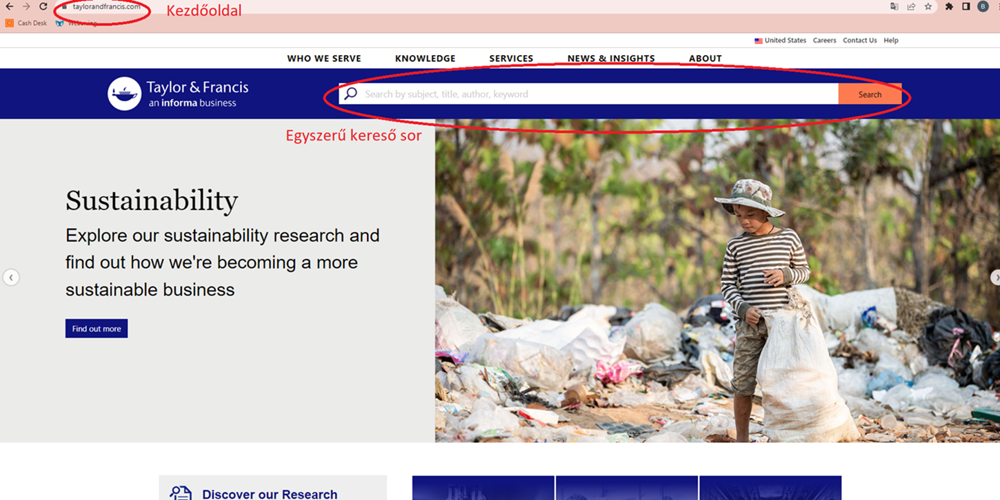 taylorandfrancis.com
Kezdőoldal
Cash Desk
B
United States Careers Contact Us Help
WHO WE SERVE KNOWLEDGE SERVICES NEWS & INSIGHTS ABOUT
Taylor & Francis
an informa business
Search by subject, title, author, keyword
Search
Egyszerű kereső sor
Sustainability
Explore our sustainability research and
find out how we're becoming a more
sustainable business
Find out more
Discover our Research